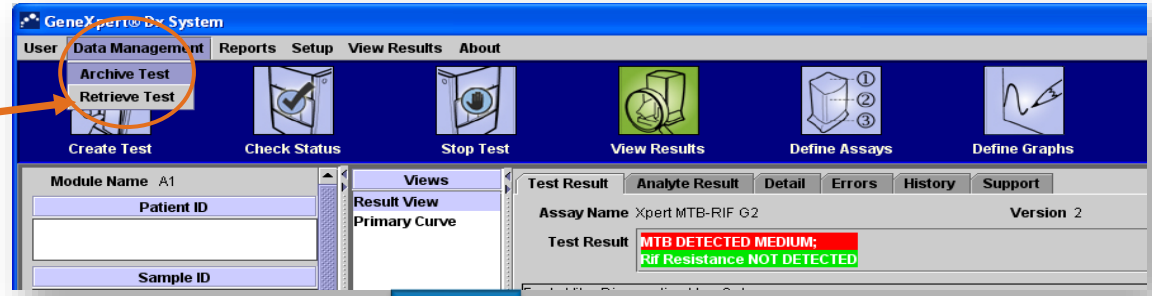 GeneXpert® Dx System
User Data Management Reports Setup View Results About
Archive Test
Retrieve Test
① ② ③
Create Test Check Status Stop Test View Results Define Assays Define Graphs
Module Name A1
Patient ID
Sample ID
Views
Result View
Primary Curve
Test Result Analyte Result Detail Errors History Support
Assay Name Xpert MTB-RIF G2 Version 2
Test Result MTB DETECTED MEDIUM;
Rif Resistance NOT DETECTED